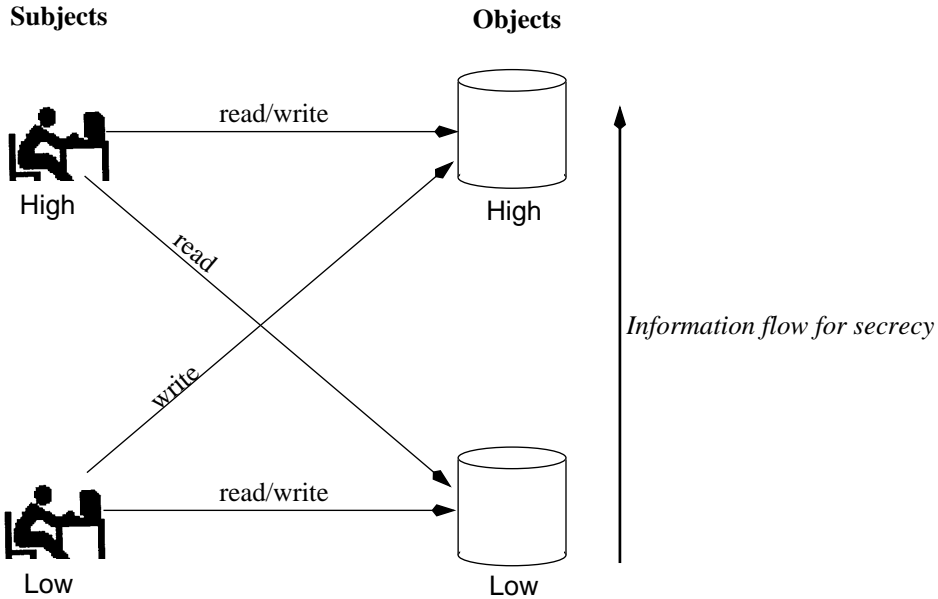 Subjects
Objects
read/write
High
High
read
Information flow for secrecy
write
read/write
Low
Low